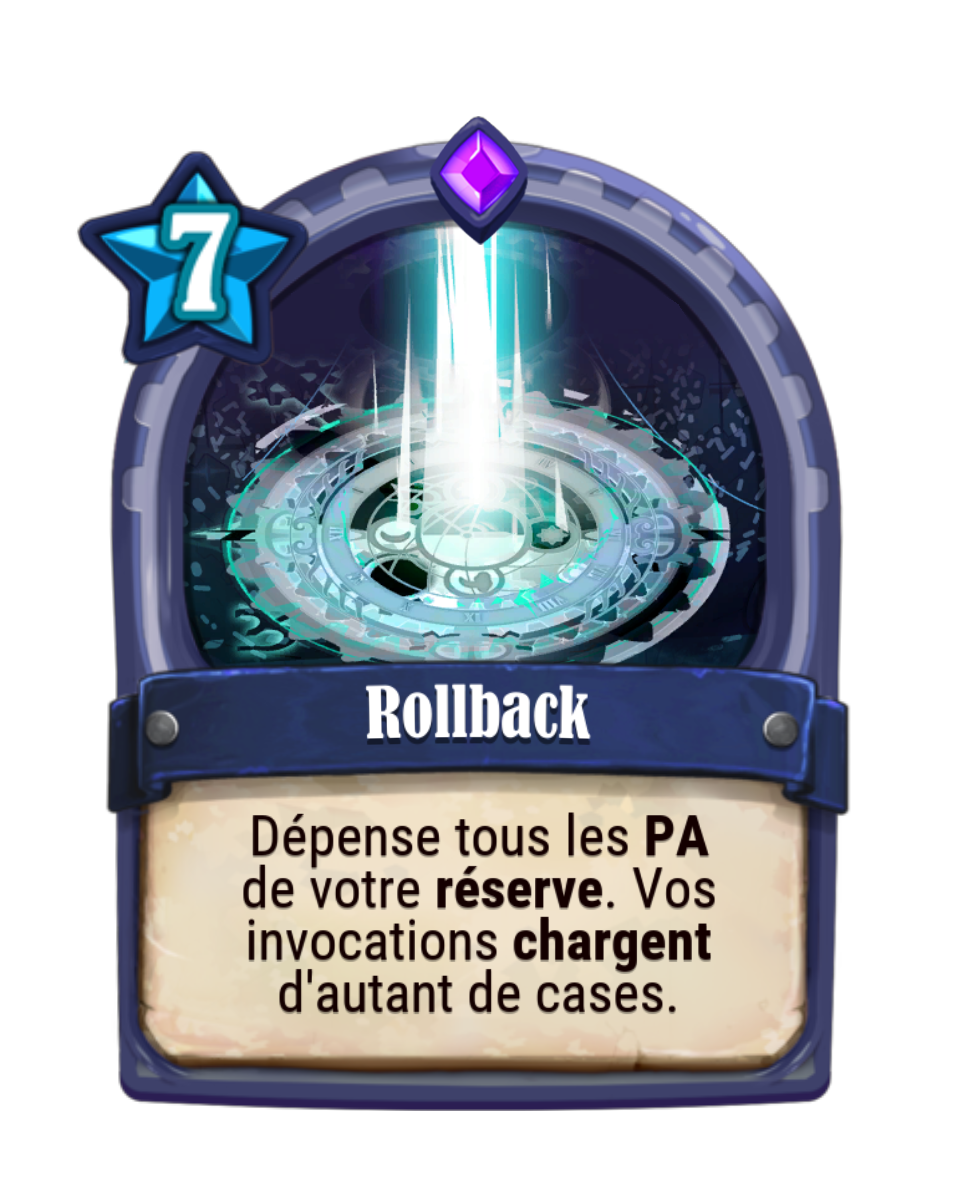 7
Rollback
Dépense tous les PA
de votre réserve. Vos
invocations chargent
d'autant de cases.